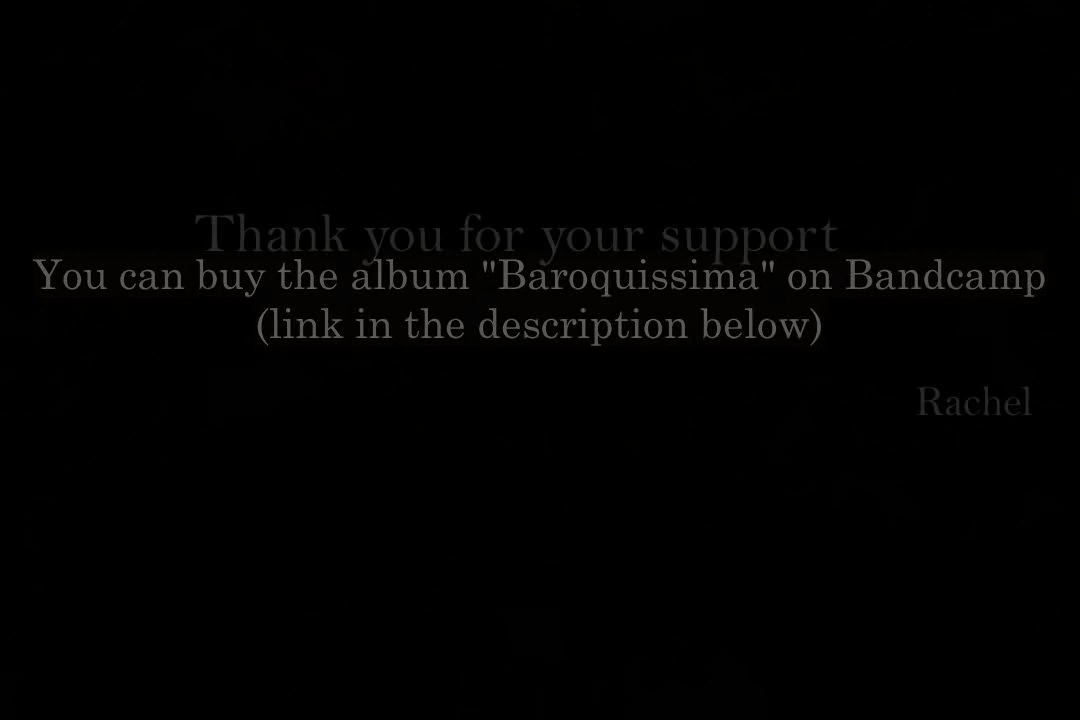 Thank you for your support
You can buy the album "Baroquissima" on Bandcamp
(link in the description below)
Rachel